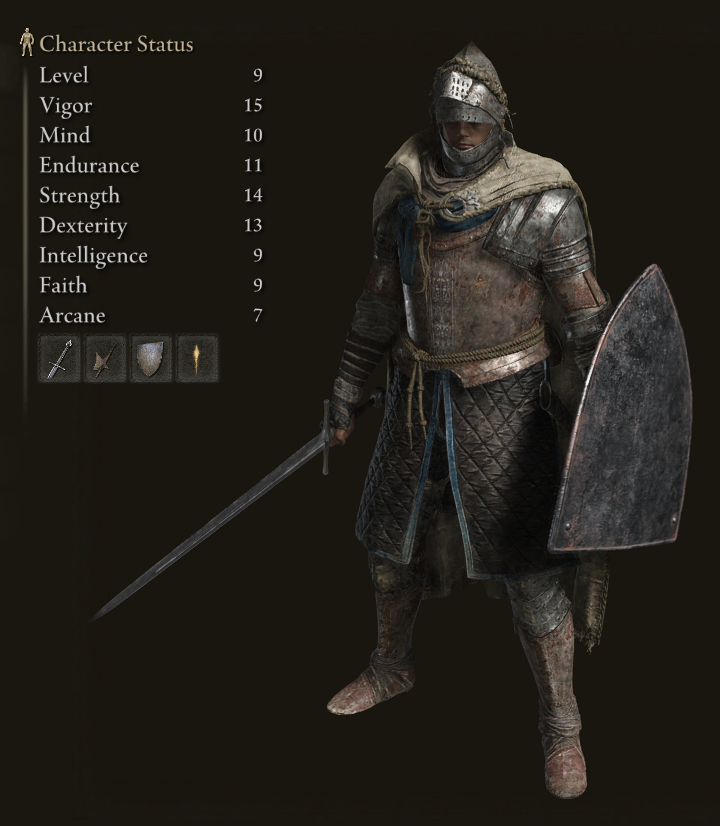 Character Status
Level 9
Vigor 15
Mind 10
Endurance 11
Strength 14
Dexterity 13
Intelligence 9
Faith 9
Arcane 7